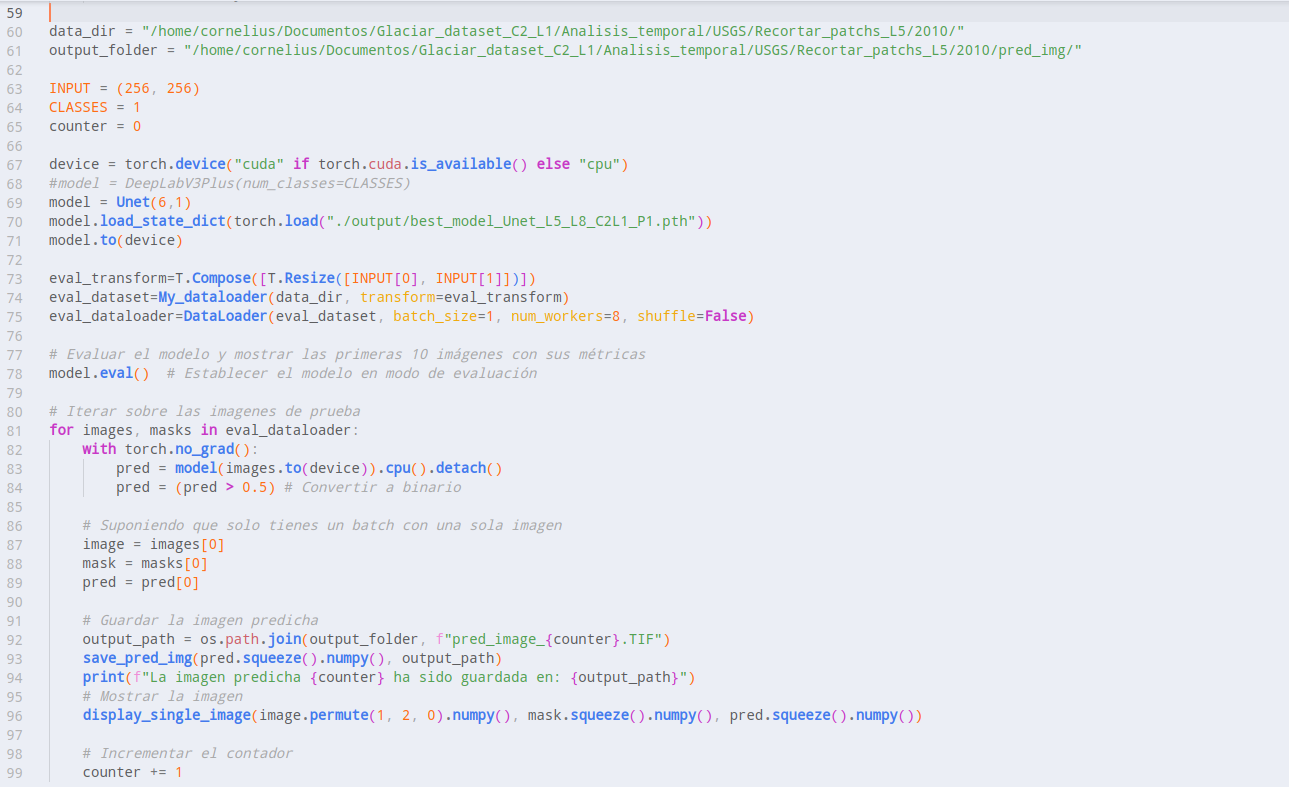 59
60 data_dir = "/home/cornelius/Documentos/Glaciar_dataset_C2_L1/Analisis_temporal/USGS/Recortar_patchs_L5/2010/"
61 output_folder = "/home/cornelius/Documentos/Glaciar_dataset_C2_L1/Analisis_temporal/USGS/Recortar_patchs_L5/2010/pred_img/"
62
63 INPUT = (256, 256)
64 CLASSES = 1
65 counter = 0
66
67 device = torch.device("cuda" if torch.cuda.is_available() else "cpu")
68 #model = DeepLabV3Plus(num_classes=CLASSES)
69 model = Unet(6,1)
70 model.load_state_dict(torch.load("./output/best_model_Unet_L5_L8_C2L1_P1.pth"))
71 model.to(device)
72
73 eval_transform=T.Compose([T.Resize([INPUT[0], INPUT[1]])])
74 eval_dataset=My_dataloader(data_dir, transform=eval_transform)
75 eval_dataloader=DataLoader(eval_dataset, batch_size=1, num_workers=8, shuffle=False)
76
77 # Evaluar el modelo y mostrar las primeras 10 imágenes con sus métricas
78 model.eval()  # Establecer el modelo en modo de evaluación
79
80 # Iterar sobre las imagenes de prueba
81 for images, masks in eval_dataloader:
82     with torch.no_grad():
83         pred = model(images.to(device)).cpu().detach()
84         pred = (pred > 0.5) # Convertir a binario
85
86     # Suponiendo que solo tienes un batch con una sola imagen
87     image = images[0]
88     mask = masks[0]
89     pred = pred[0]
90
91     # Guardar la imagen predicha
92     output_path = os.path.join(output_folder, f"pred_image_{counter}.TIF")
93     save_pred_img(pred.squeeze().numpy(), output_path)
94     print(f"La imagen predicha {counter} ha sido guardada en: {output_path}")
95     # Mostrar la imagen
96     display_single_image(image.permute(1, 2, 0).numpy(), mask.squeeze().numpy(), pred.squeeze().numpy())
97
98     # Incrementar el contador
99     counter += 1